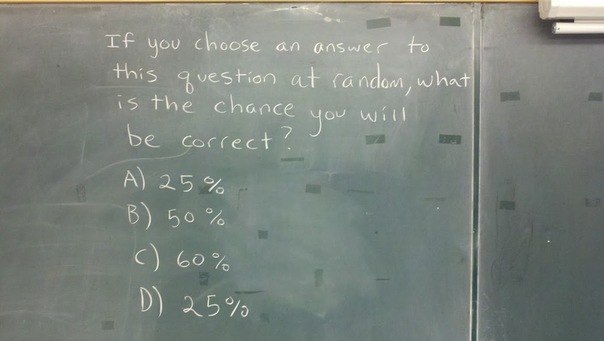 If you choose an answer to
this question at random, what
is the chance you will
be correct?
A) 25%
B) 50%
C) 60%
D) 25%